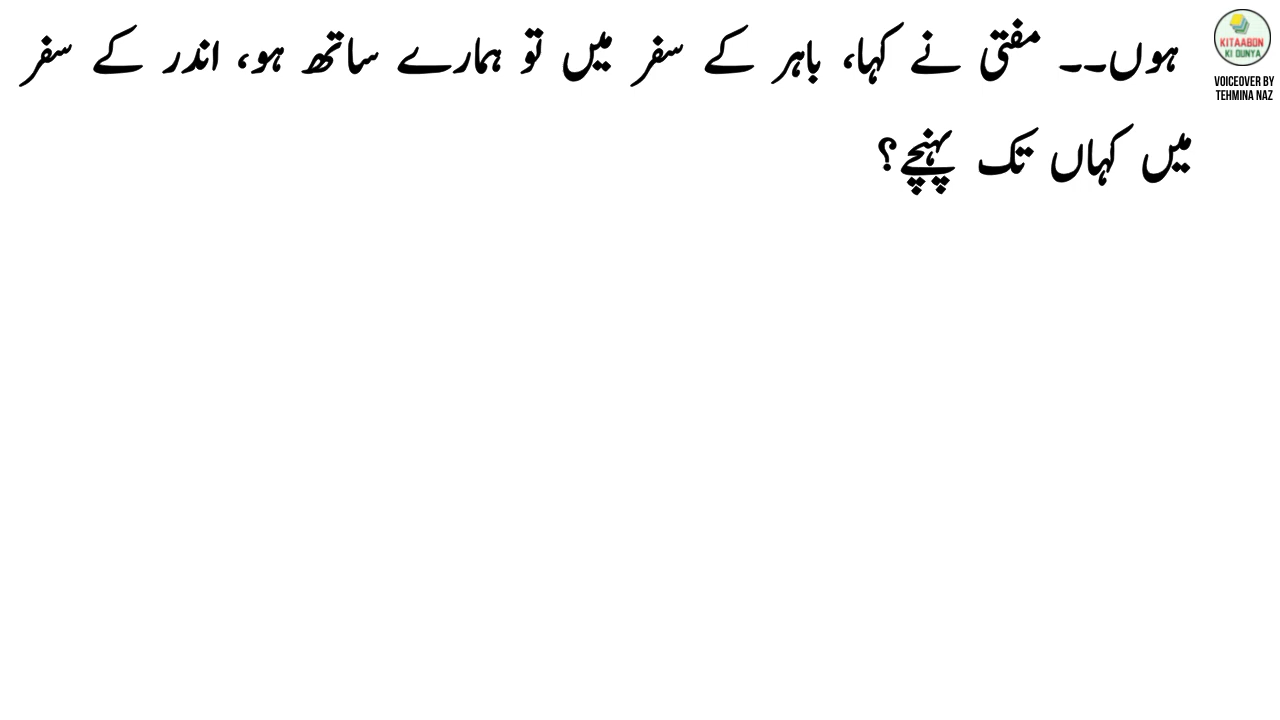 ہوں۔۔ مفتی نے کہا، باہر کے سفر میں تو ہمارے ساتھ ہو، اندر کے سفر
میں کہاں تک پہنچے؟
KITAABON
KI DUNYA
VOICEOVER BY
TEHMINA NAZ